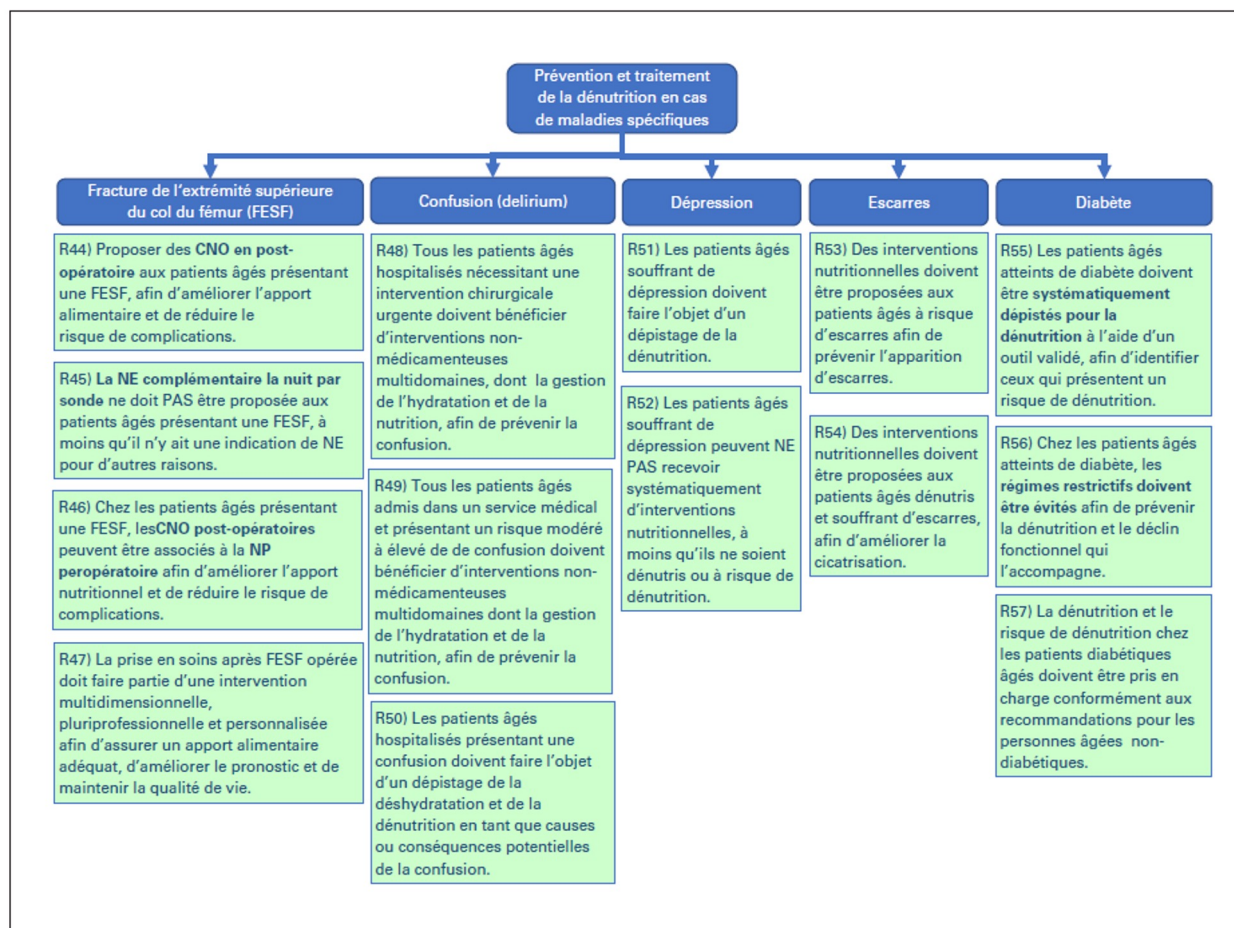 Prévention et traitement
de la dénutrition en cas
de maladies spécifiques
Fracture de l'extrémité supérieure
du col du fémur (FESF)
R44) Proposer des CNO en post-
opératoire aux patients âgés présentant
une FESF, afin d'améliorer l'apport
alimentaire et de réduire le
risque de complications.
R45) La NE complémentaire la nuit par
sonde ne doit PAS être proposée aux
patients âgés présentant une FESF, à
moins qu'il n'y ait une indication de NE
pour d'autres raisons.
R46) Chez les patients âgés présentant
une FESF, lesCNO post-opératoires
peuvent être associés à la NP
peropératoire afin d'améliorer l'apport
nutritionnel et de réduire le risque de
complications.
R47) La prise en soins après FESF opérée
doit faire partie d'une intervention
multidimensionnelle,
pluriprofessionnelle et personnalisée
afin d'assurer un apport alimentaire
adéquat, d'améliorer le pronostic et de
maintenir la qualité de vie.
Confusion (delirium)
R48) Tous les patients âgés
hospitalisés nécessitant une
intervention chirurgicale
urgente doivent bénéficier
d'interventions non-
médicamenteuses
multidomaines, dont la gestion
de l'hydratation et de la
nutrition, afin de prévenir la
confusion.
R49) Tous les patients âgés
admis dans un service médical
et présentant un risque modéré
à élevé de de confusion doivent
bénéficier d'interventions non-
médicamenteuses
multidomaines dont la gestion
de l'hydratation et de la
nutrition, afin de prévenir la
confusion.
R50) Les patients âgés
hospitalisés présentant une
confusion doivent faire l'objet
d'un dépistage de la
déshydratation et de la
dénutrition en tant que causes
ou conséquences potentielles
de la confusion.
Dépression
R51) Les patients âgés
souffrant de
dépression doivent
faire l'objet d'un
dépistage de la
dénutrition.
R52) Les patients âgés
souffrant de
dépression peuvent NE
PAS recevoir
systématiquement
d'interventions
nutritionnelles, à
moins qu'ils ne soient
dénutris ou à risque de
dénutrition.
Escarres
R53) Des interventions
nutritionnelles doivent
être proposées aux
patients âgés à risque
d'escarres afin de
prévenir l'apparition
d'escarres.
R54) Des interventions
nutritionnelles doivent
être proposées aux
patients âgés dénutris
et souffrant d'escarres,
afin d'améliorer la
cicatrisation.
Diabète
R55) Les patients âgés
atteints de diabète doivent
être systématiquement
dépistés pour la
dénutrition à l'aide d'un
outil validé, afin d'identifier
ceux qui présentent un
risque de dénutrition.
R56) Chez les patients âgés
atteints de diabète, les
régimes restrictifs doivent
être évités afin de prévenir
la dénutrition et le déclin
fonctionnel qui
l'accompagne.
R57) La dénutrition et le
risque de dénutrition chez
les patients diabétiques
âgés doivent être pris en
charge conformément aux
recommandations pour les
personnes âgées non-
diabétiques.